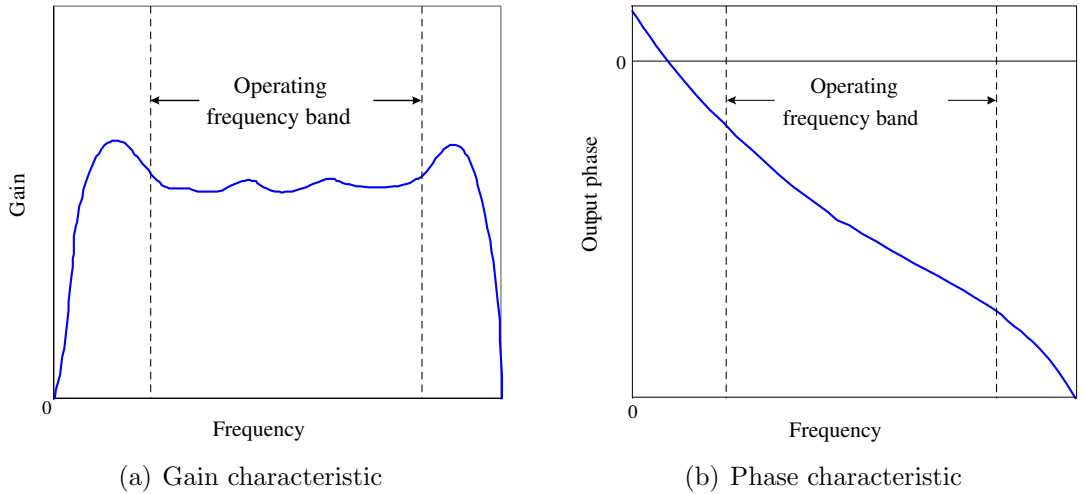 Operating
frequency band
Gain
0
Frequency
(a) Gain characteristic
0
Operating
frequency band
Output phase
0
Frequency
(b) Phase characteristic